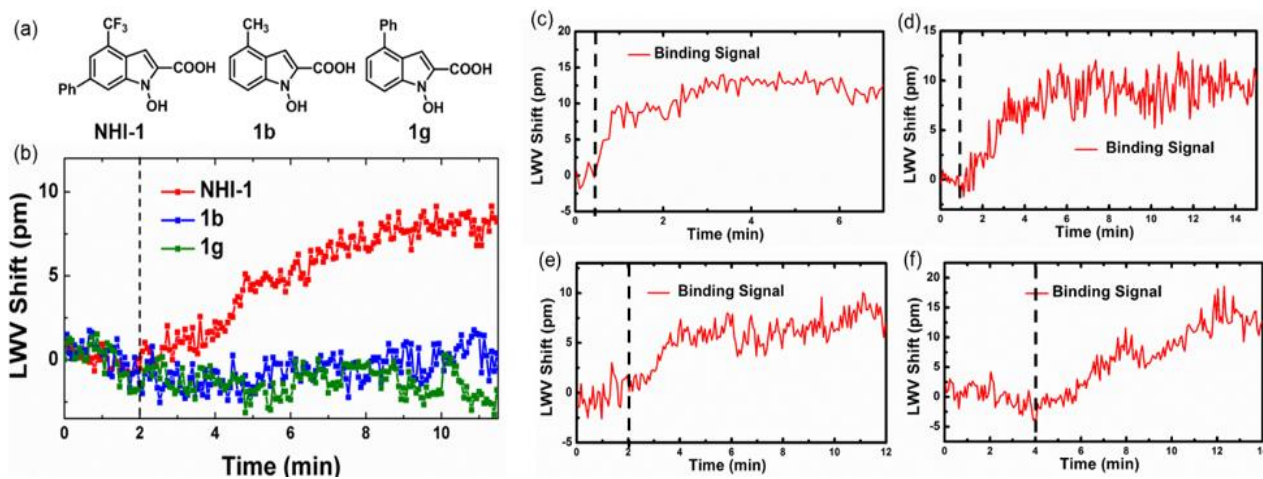 (a)
CF3
Ph
COOH
N
OH
NHI-1
CH3
COOH
N
OH
1b
Ph
COOH
N
OH
1g
(b)
LWV Shift (pm)
10
5
0
NHI-1
1b
1g
0 2 4 6 8 10
Time (min)
(c)
LWV Shift (pm)
25
20
15
10
5
0
-5
Binding Signal
0 2 4 6
Time (min)
(d)
LWV Shift (pm)
20
15
10
5
0
-5
Binding Signal
0 2 4 6 8 10 12 14
Time (min)
(e)
LWV Shift (pm)
10
5
0
-5
Binding Signal
0 2 4 6 8 10 12
Time (min)
(f)
LWV Shift (pm)
20
15
10
5
0
-5
Binding Signal
0 2 4 6 8 10 12 14
Time (min)